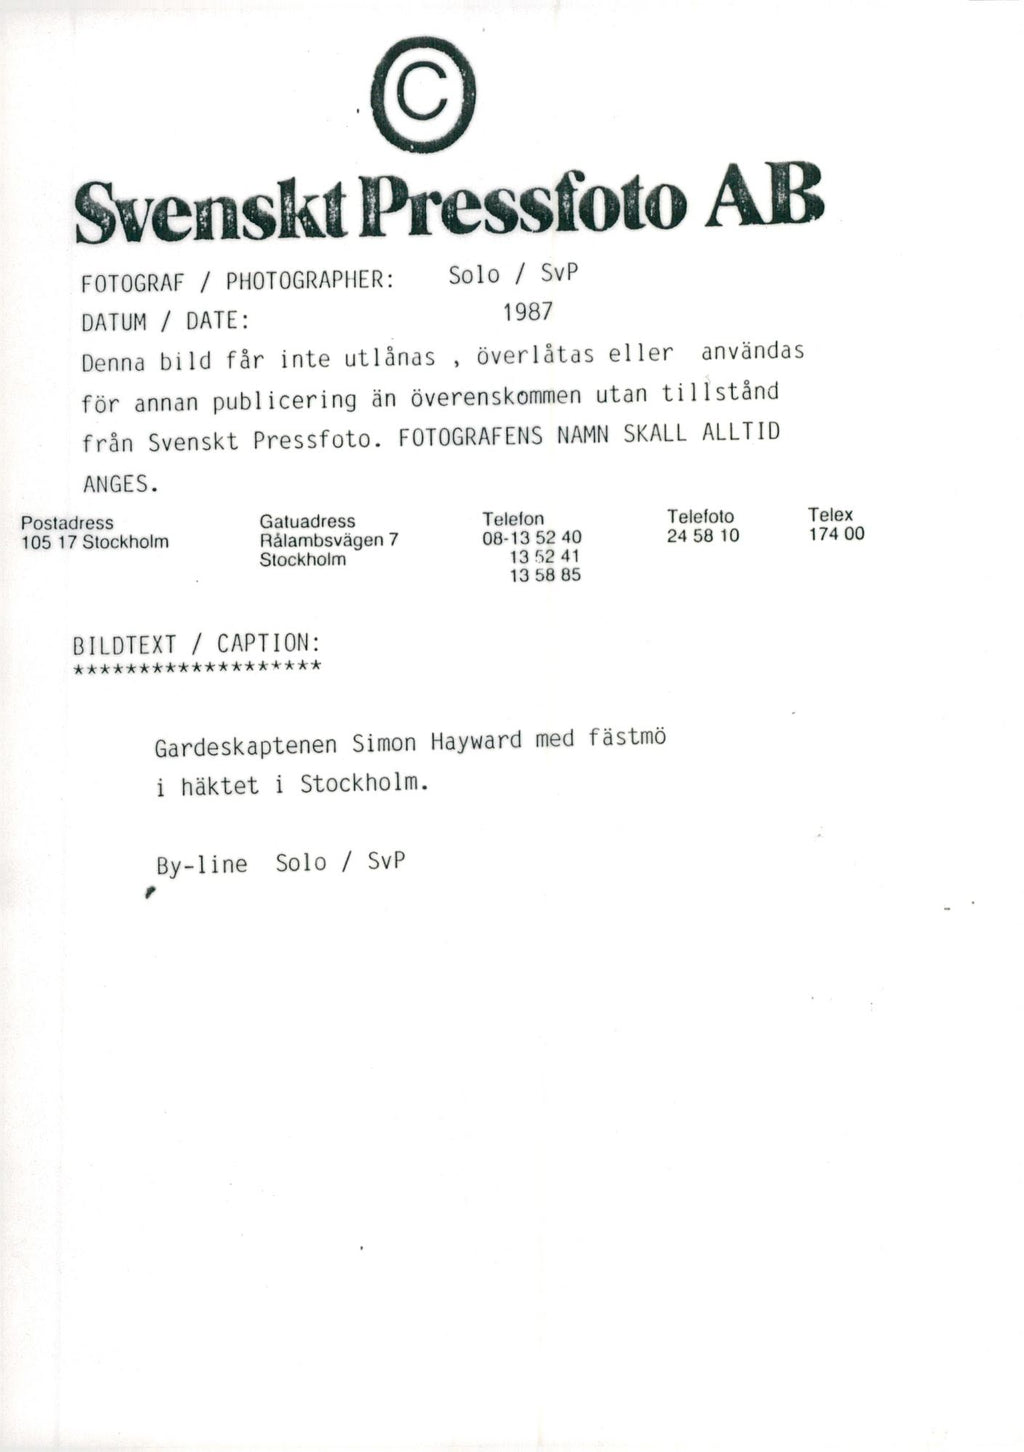 ©
Svenskt Pressfoto AB
FOTOGRAF / PHOTOGRAPHER: Solo / SvP
DATUM / DATE: 1987
Denna bild får inte utlånas , överlåtas eller användas
för annan publicering än överenskommen utan tillstånd
från Svenskt Pressfoto. FOTOGRAFENS NAMN SKALL ALLTID
ANGES.
Postadress Gatuadress Telefon Telefoto Telex
105 17 Stockholm Rålambsvägen 7 08-13 52 40 24 58 10 174 00
Stockholm 13 52 41
13 58 85
BILDTEXT / CAPTION:
*******************
Gardeskaptenen Simon Hayward med fästmö
i häktet i Stockholm.
By-line Solo / SvP